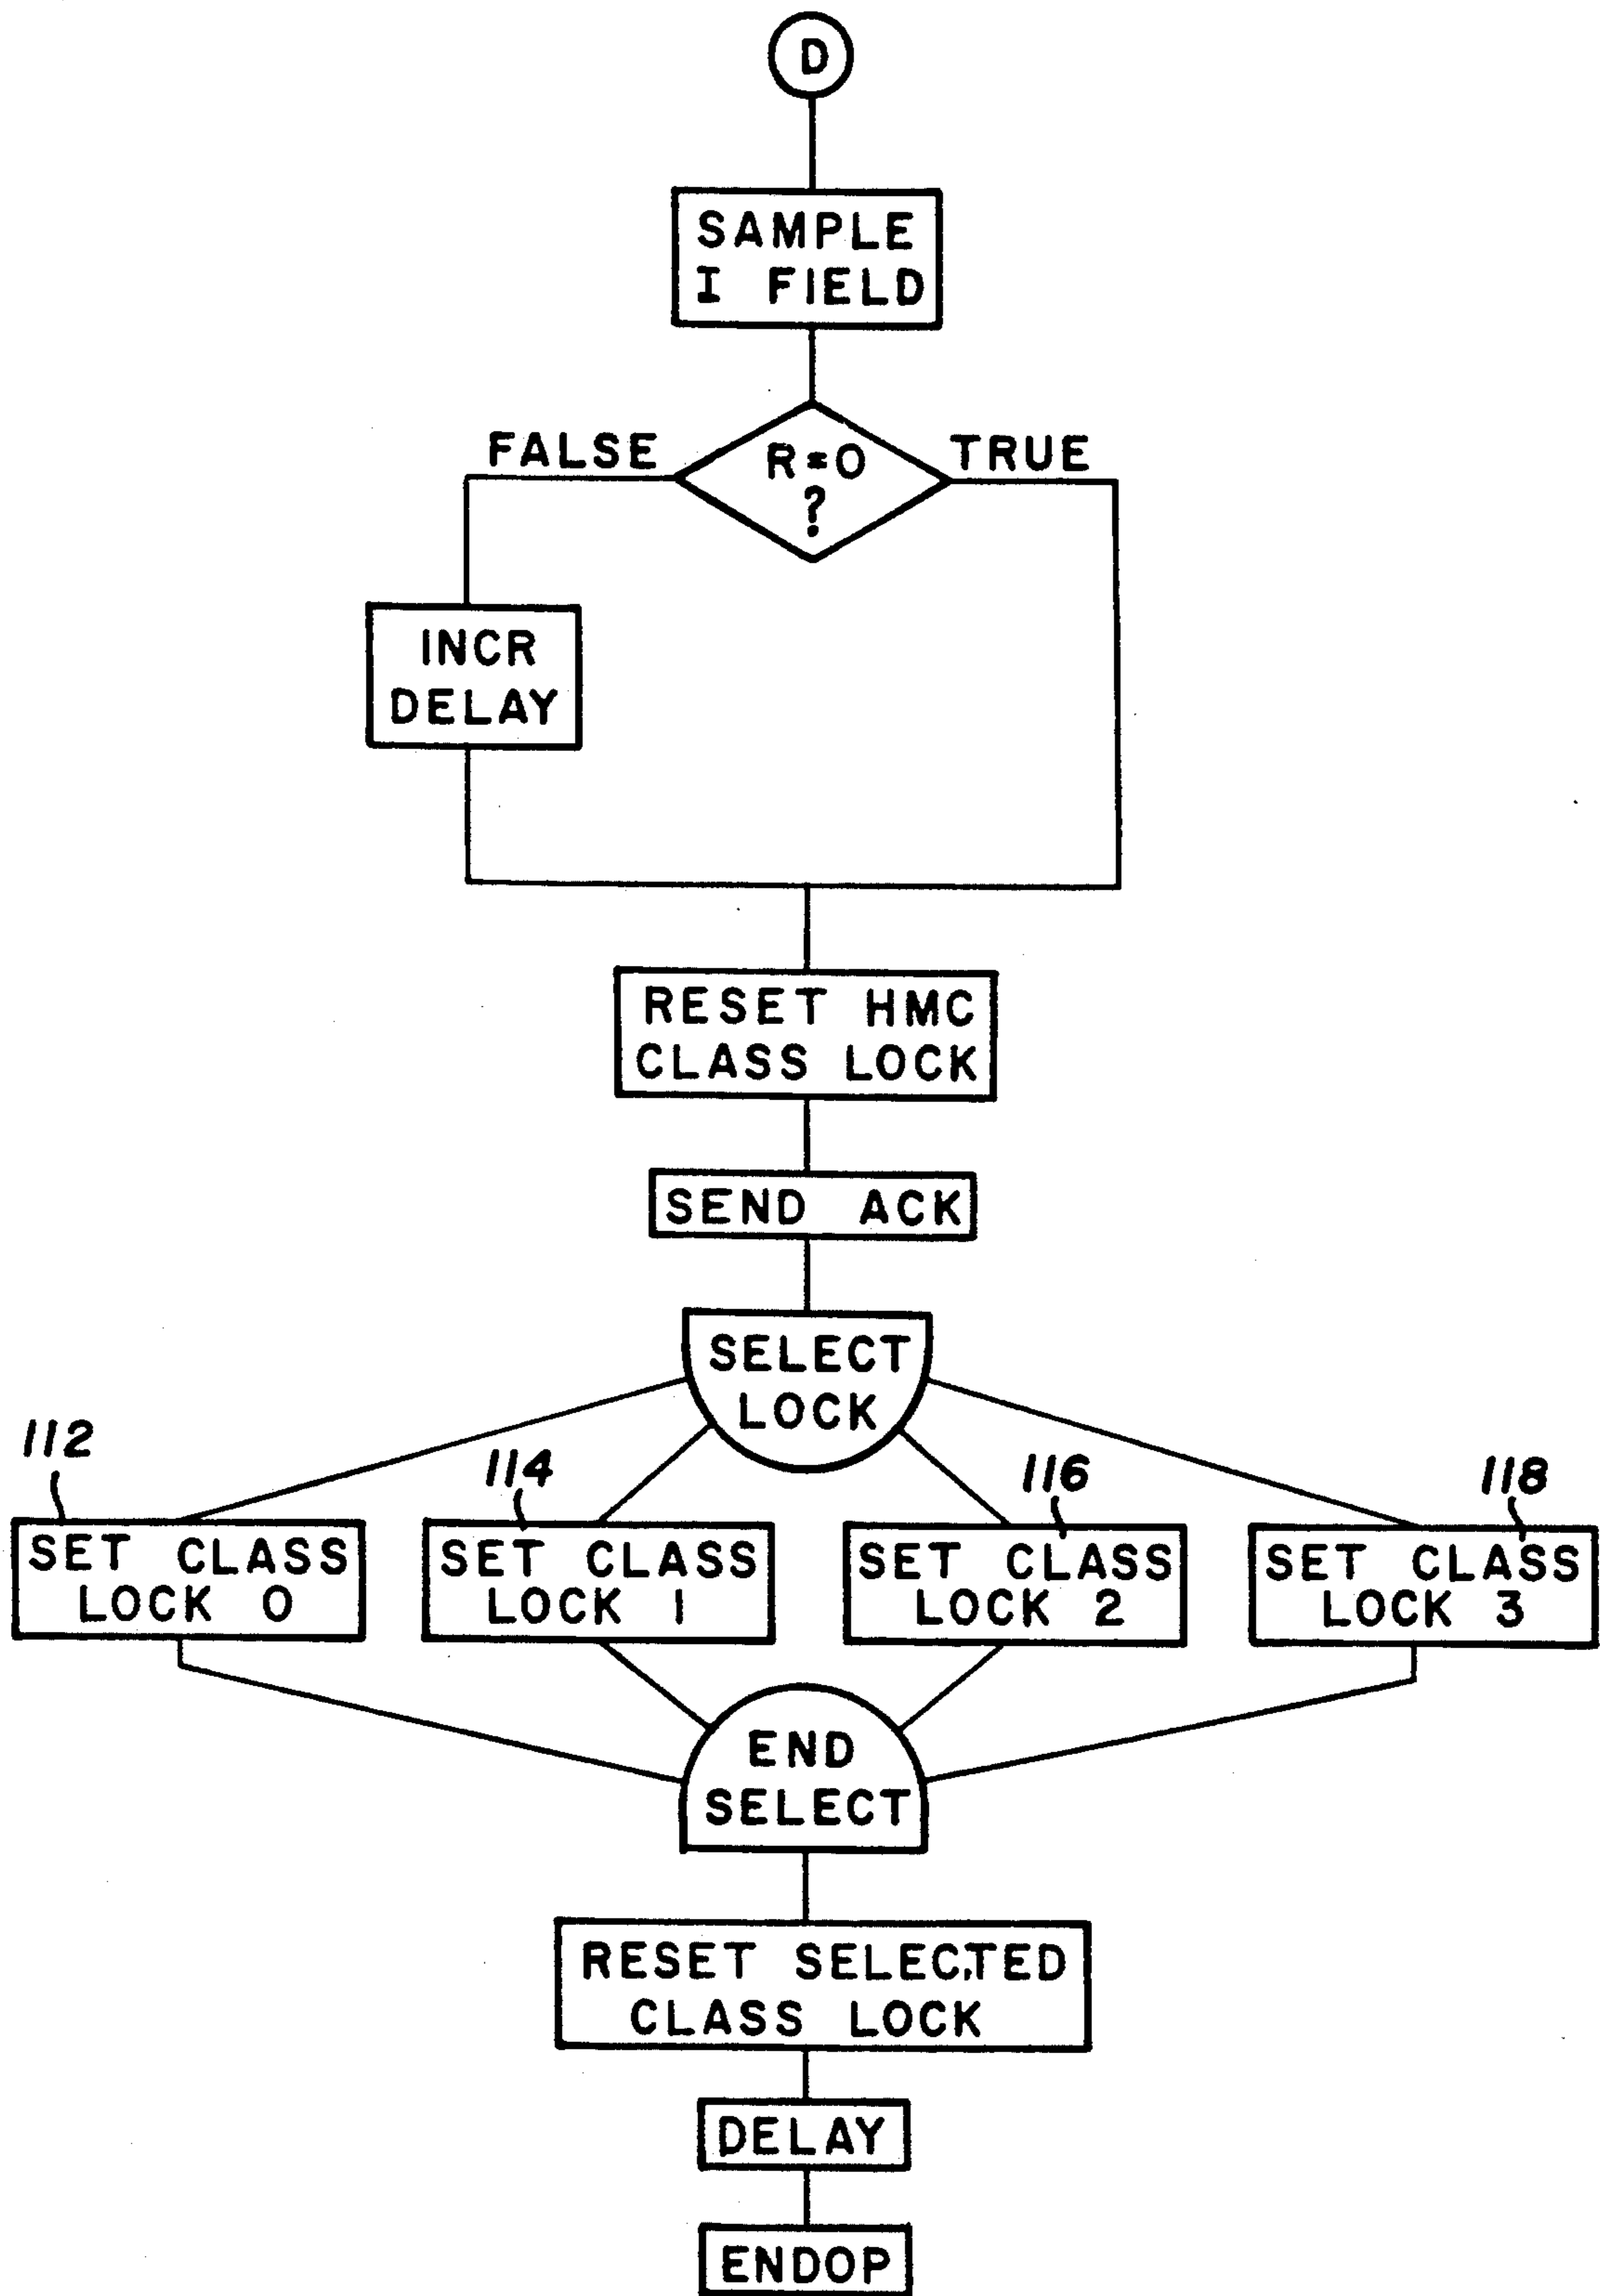 D
SAMPLE
I FIELD
FALSE
R=0
?
TRUE
INCR
DELAY
RESET HMC
CLASS LOCK
SEND ACK
SELECT
LOCK
112
114
116
118
SET CLASS
LOCK 0
SET CLASS
LOCK 1
SET CLASS
LOCK 2
SET CLASS
LOCK 3
END
SELECT
RESET SELECTED
CLASS LOCK
DELAY
ENDOP